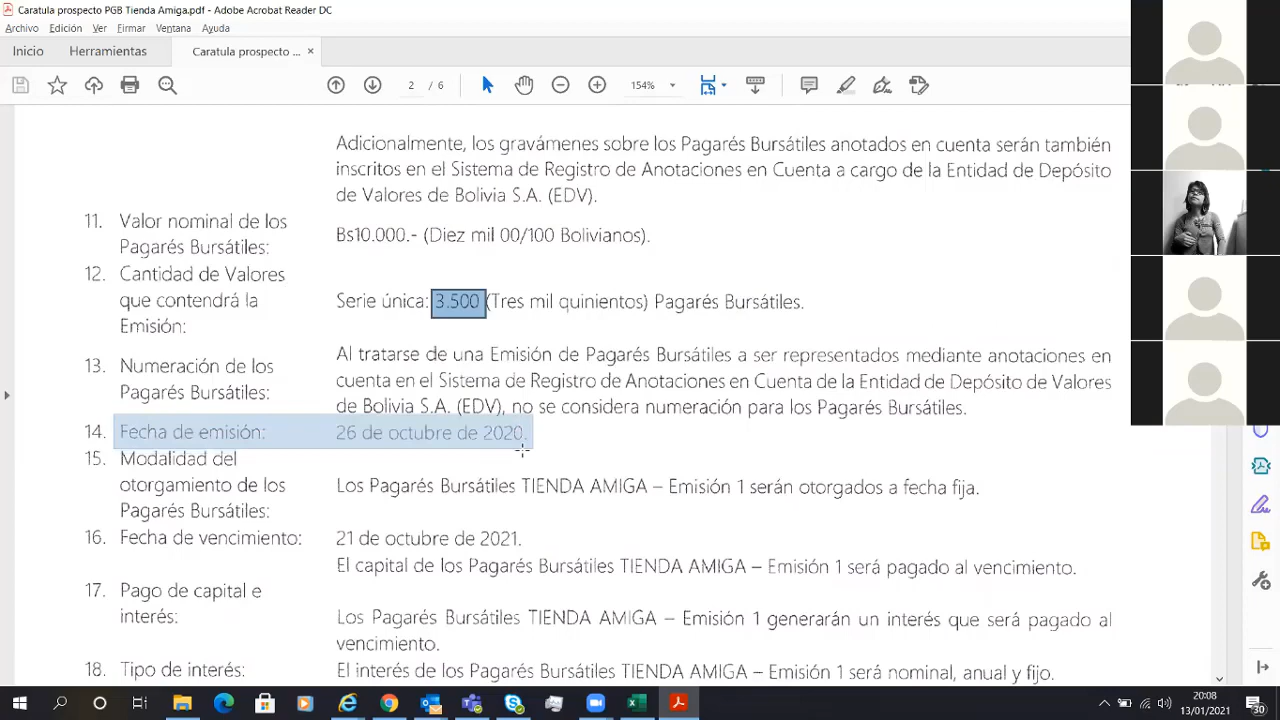 Caratula prospecto PGB Tienda Amiga.pdf - Adobe Acrobat Reader DC
Archivo Edición Ver Firmar Ventana Ayuda
Inicio Herramientas Caratula prospecto ... ×
2 / 6 154%
Adicionalmente, los gravámenes sobre los Pagarés Bursátiles anotados en cuenta serán también
inscritos en el Sistema de Registro de Anotaciones en Cuenta a cargo de la Entidad de Depósito
de Valores de Bolivia S.A. (EDV).
11. Valor nominal de los
Pagarés Bursátiles:
Bs10.000.- (Diez mil 00/100 Bolivianos).
12. Cantidad de Valores
que contendrá la
Emisión:
Serie única: 3.500 (Tres mil quinientos) Pagarés Bursátiles.
13. Numeración de los
Pagarés Bursátiles:
Al tratarse de una Emisión de Pagarés Bursátiles a ser representados mediante anotaciones en
cuenta en el Sistema de Registro de Anotaciones en Cuenta de la Entidad de Depósito de Valores
de Bolivia S.A. (EDV), no se considera numeración para los Pagarés Bursátiles.
14. Fecha de emisión: 26 de octubre de 2020.
15. Modalidad del
otorgamiento de los
Pagarés Bursátiles:
Los Pagarés Bursátiles TIENDA AMIGA – Emisión 1 serán otorgados a fecha fija.
16. Fecha de vencimiento: 21 de octubre de 2021.
17. Pago de capital e
interés:
El capital de los Pagarés Bursátiles TIENDA AMIGA – Emisión 1 será pagado al vencimiento.
Los Pagarés Bursátiles TIENDA AMIGA – Emisión 1 generarán un interés que será pagado al
vencimiento.
18. Tipo de interés: El interés de los Pagarés Bursátiles TIENDA AMIGA – Emisión 1 será nominal, anual y fijo.
20:08
13/01/2021
30